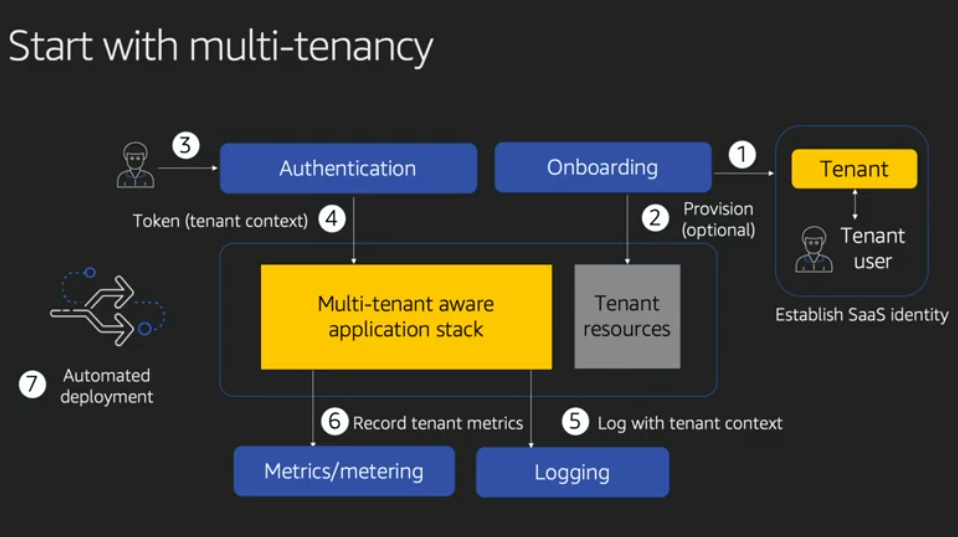 Start with multi-tenancy
3
Authentication
Onboarding
1
Tenant
Token (tenant context)
4
2
Provision
(optional)
Tenant
user
Multi-tenant aware
application stack
Tenant
resources
Establish SaaS identity
7
Automated
deployment
6
Record tenant metrics
5
Log with tenant context
Metrics/metering
Logging